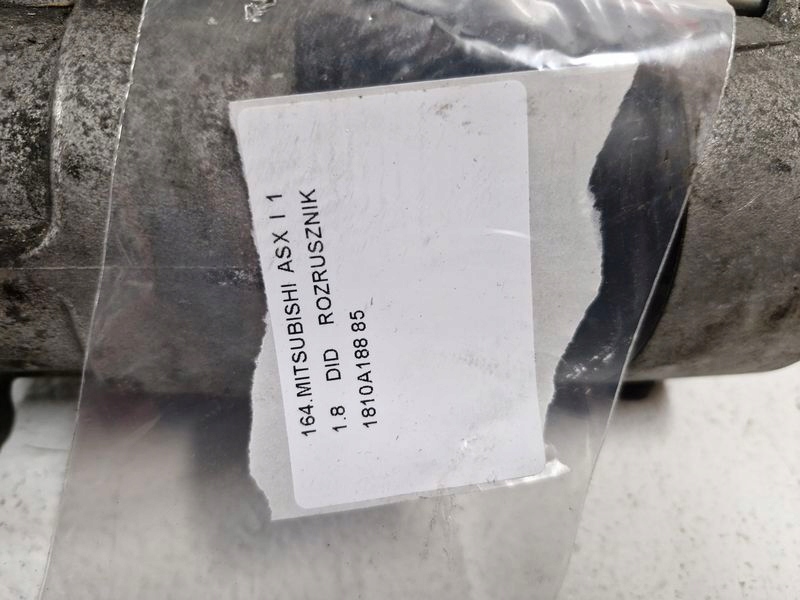 164.MITSUBISHI ASX I 1
1.8 DID ROZRUSZNIK
1810A188 85